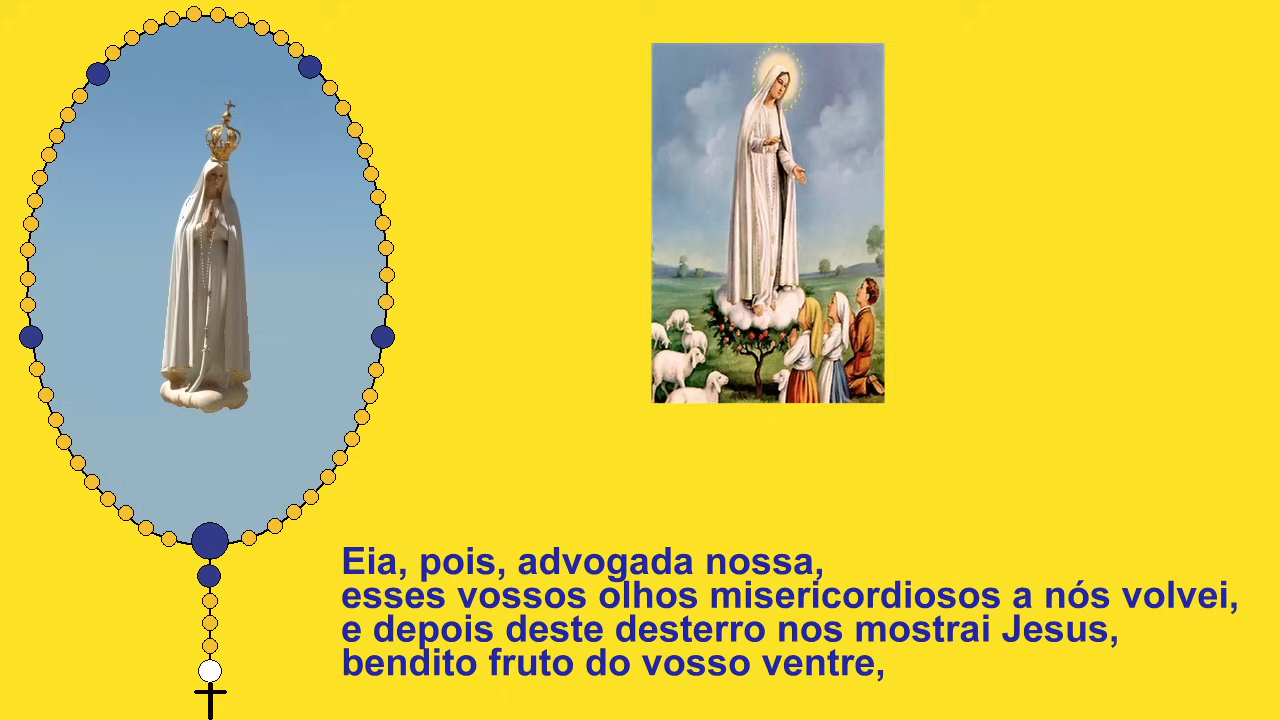 Eia, pois, advogada nossa,
esses vossos olhos misericordiosos a nós volvei,
e depois deste desterro nos mostrai Jesus,
bendito fruto do vosso ventre,